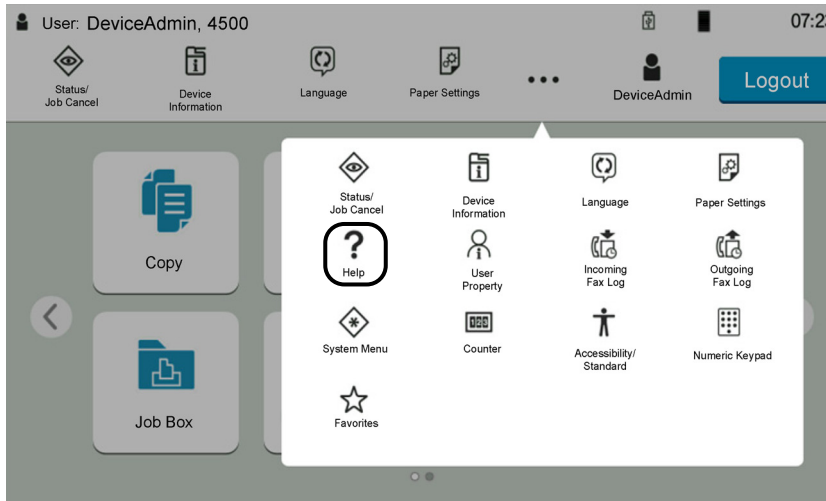 User: DeviceAdmin, 4500
07:2
Status/
Job Cancel
Device
Information
Language
Paper Settings
DeviceAdmin
Logout
Copy
Job Box
Status/
Job Cancel
Device
Information
Language
Paper Settings
?
Help
User
Property
Incoming
Fax Log
Outgoing
Fax Log
System Menu
123
Counter
Accessibility/
Standard
Numeric Keypad
Favorites